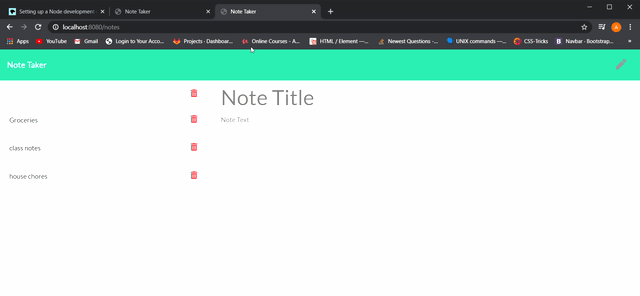 Setting up a Node development
Note Taker
Note Taker
localhost:8080/notes
Apps
YouTube
Gmail
Login to Your Acco...
Projects · Dashboar...
Online Courses - A...
HTML / Element —...
Newest Questions -...
UNIX commands —...
CSS-Tricks
Navbar · Bootstrap...
»
Note Taker
Note Title
Groceries
Note Text
class notes
house chores